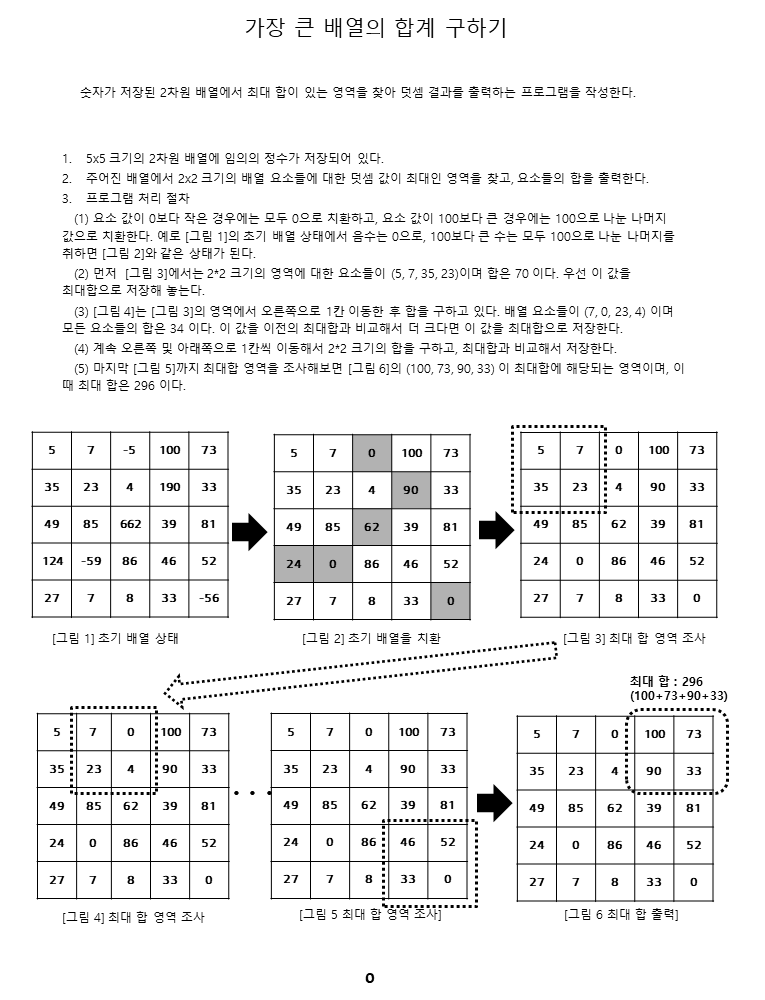 가장 큰 배열의 합계 구하기
숫자가 저장된 2차원 배열에서 최대 합이 있는 영역을 찾아 덧셈 결과를 출력하는 프로그램을 작성한다.
1. 5x5 크기의 2차원 배열에 임의의 정수가 저장되어 있다.
2. 주어진 배열에서 2x2 크기의 배열 요소들에 대한 덧셈 값이 최대인 영역을 찾고, 요소들의 합을 출력한다.
3. 프로그램 처리 절차
(1) 요소 값이 0보다 작은 경우에는 모두 0으로 치환하고, 요소 값이 100보다 큰 경우에는 100으로 나눈 나머지
값으로 치환한다. 예로 [그림 1]의 초기 배열 상태에서 음수는 0으로, 100보다 큰 수는 모두 100으로 나눈 나머지를
취하면 [그림 2]와 같은 상태가 된다.
(2) 먼저 [그림 3]에서는 2*2 크기의 영역에 대한 요소들이 (5, 7, 35, 23)이며 합은 70 이다. 우선 이 값을
최대합으로 저장해 놓는다.
(3) [그림 4]는 [그림 3]의 영역에서 오른쪽으로 1칸 이동한 후 합을 구하고 있다. 배열 요소들이 (7, 0, 23, 4) 이며
모든 요소들의 합은 34 이다. 이 값을 이전의 최대합과 비교해서 더 크다면 이 값을 최대합으로 저장한다.
(4) 계속 오른쪽 및 아래쪽으로 1칸씩 이동해서 2*2 크기의 합을 구하고, 최대합과 비교해서 저장한다.
(5) 마지막 [그림 5]까지 최대합 영역을 조사해보면 [그림 6]의 (100, 73, 90, 33) 이 최대합에 해당되는 영역이며, 이
때 최대 합은 296 이다.
5 7 -5 100 73
35 23 4 190 33
49 85 662 39 81
124 -59 86 46 52
27 7 8 33 -56
[그림 1] 초기 배열 상태
5 7 0 100 73
35 23 4 90 33
49 85 62 39 81
24 0 86 46 52
27 7 8 33 0
[그림 2] 초기 배열을 치환
5 7 0 100 73
35 23 4 90 33
49 85 62 39 81
24 0 86 46 52
27 7 8 33 0
[그림 3] 최대 합 영역 조사
5 7 0 100 73
35 23 4 90 33
49 85 62 39 81
24 0 86 46 52
27 7 8 33 0
[그림 4] 최대 합 영역 조사
5 7 0 100 73
35 23 4 90 33
49 85 62 39 81
24 0 86 46 52
27 7 8 33 0
[그림 5 최대 합 영역 조사]
최대 합 : 296
(100+73+90+33)
5 7 0 100 73
35 23 4 90 33
49 85 62 39 81
24 0 86 46 52
27 7 8 33 0
[그림 6 최대 합 출력]
0